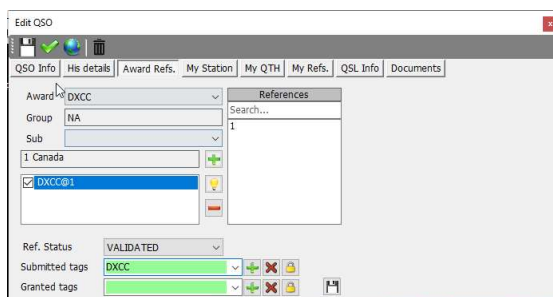 Edit QSO
x
QSO Info His details Award Refs. My Station My QTH My Refs. QSL Info Documents
Award DXCC
Group NA
Sub
1 Canada
DXCC@1
References
Search...
1
Ref. Status VALIDATED
Submitted tags DXCC
Granted tags